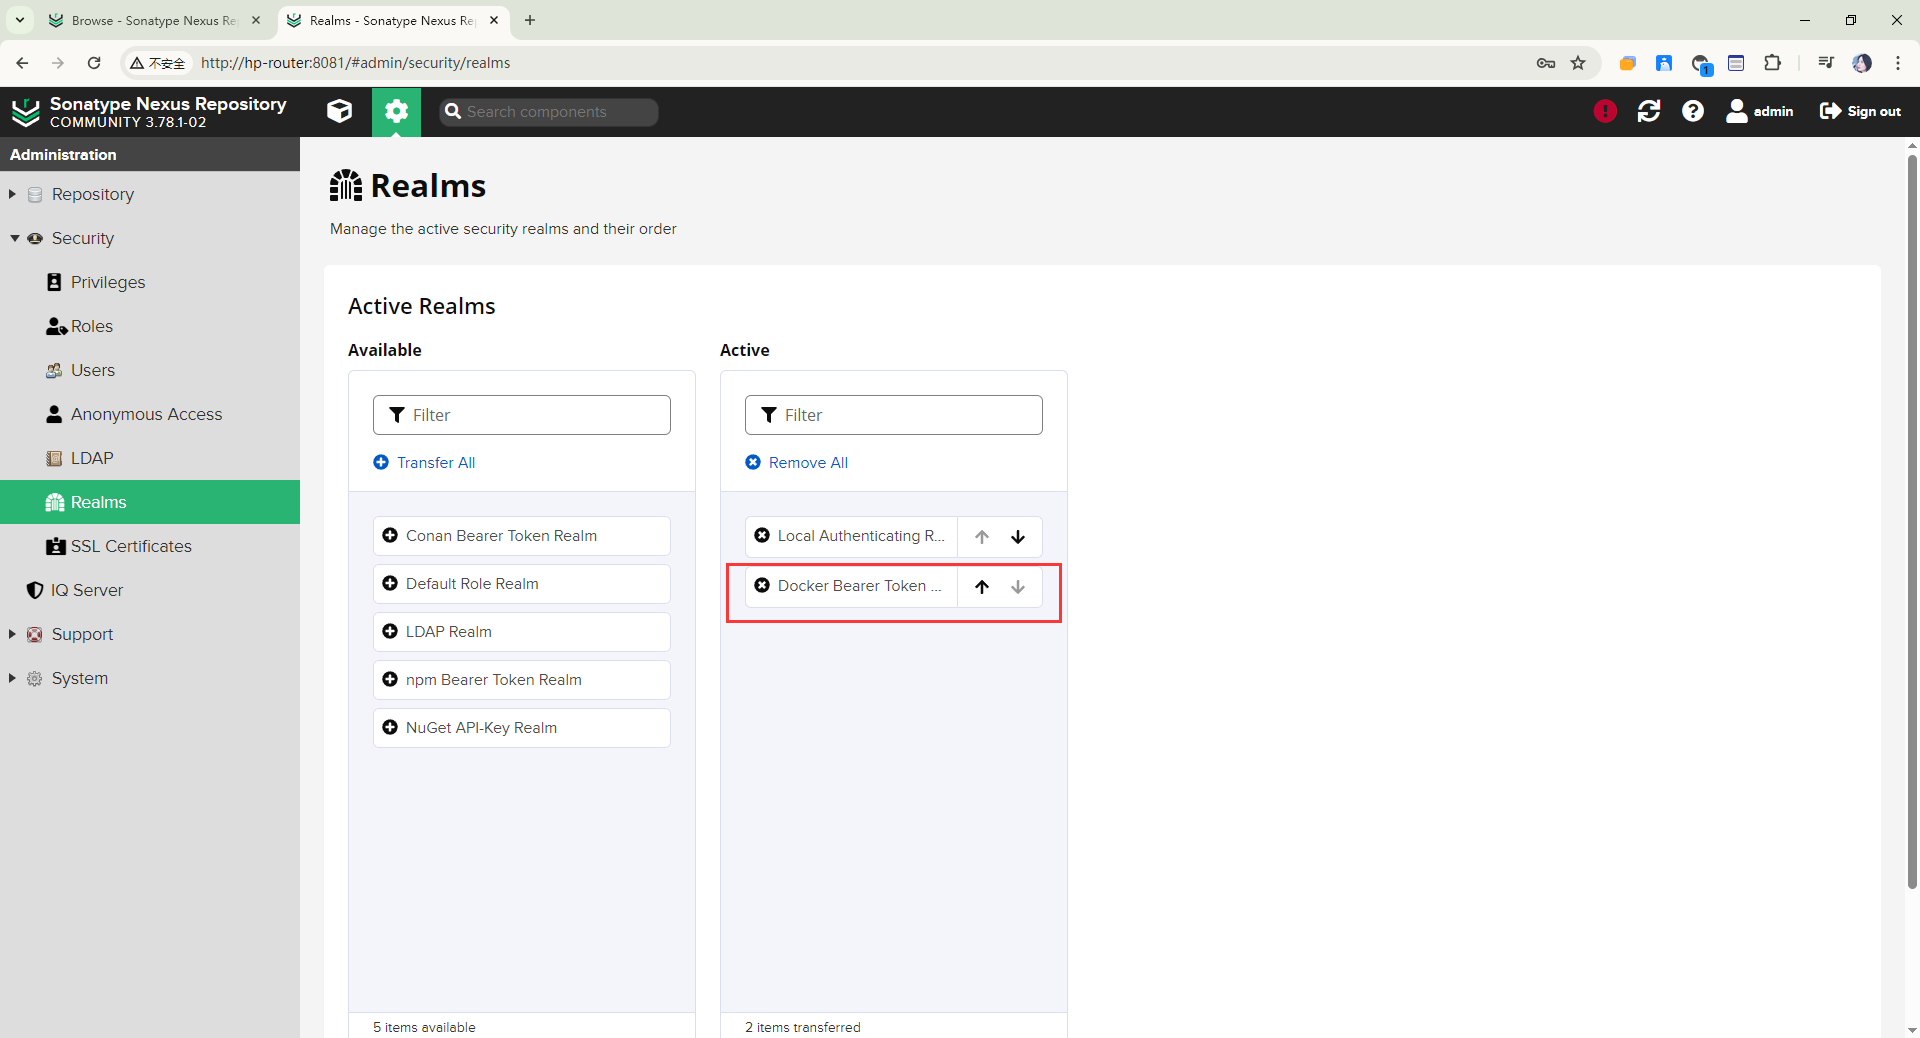 Browse - Sonatype Nexus Re
Realms - Sonatype Nexus Rep
不安全
http://hp-router:8081/#admin/security/realms
1
Sonatype Nexus Repository
COMMUNITY 3.78.1-02
Search components
admin
Sign out
Administration
Repository
Security
Privileges
Roles
Users
Anonymous Access
LDAP
Realms
SSL Certificates
IQ Server
Support
System
Realms
Manage the active security realms and their order
Active Realms
Available
Filter
Transfer All
Conan Bearer Token Realm
Default Role Realm
LDAP Realm
npm Bearer Token Realm
NuGet API-Key Realm
5 items available
Active
Filter
Remove All
Local Authenticating R...
Docker Bearer Token ...
2 items transferred